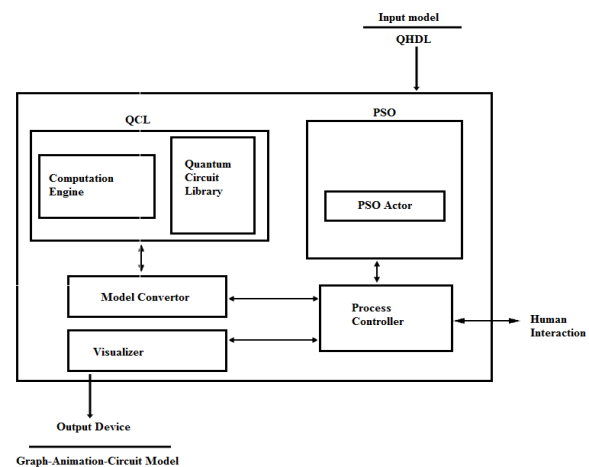 Input model
QHDL
QCL
PSO
Computation
Engine
Quantum
Circuit
Library
PSO Actor
Model Convertor
Process
Controller
Human
Interaction
Visualizer
Output Device
Graph-Animation-Circuit Model